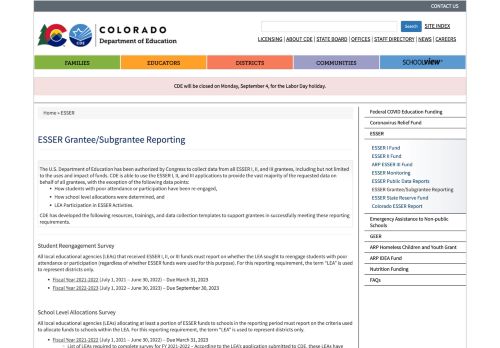 CONTACT US
COLORADO
Department of Education
CDE
Search
SITE INDEX
LICENSING | ABOUT CDE | STATE BOARD | OFFICES | STAFF DIRECTORY | NEWS | CAREERS
FAMILIES
EDUCATORS
DISTRICTS
COMMUNITIES
SCHOOLVIEW
CDE will be closed on Monday, September 4, for the Labor Day holiday.
Home » ESSER
ESSER Grantee/Subgrantee Reporting
The U.S. Department of Education has been authorized by Congress to collect data from all ESSER I, II, and III grantees, including but not limited
to the uses and impact of funds. CDE is able to use the ESSER I, II, and III applications to provide the vast majority of the requested data on
behalf of all grantees, with the exception of the following data points:
• How students with poor attendance or participation have been re-engaged,
• How school level allocations were determined, and
• LEA Participation in ESSER Activities.
CDE has developed the following resources, trainings, and data collection templates to support grantees in successfully meeting these reporting
requirements.
Student Reengagement Survey
All local educational agencies (LEAs) that received ESSER I, II, or III funds must report on whether the LEA sought to reengage students with poor
attendance or participation (regardless of whether ESSER funds were used for this purpose). For this reporting requirement, the term "LEA" is used
to represent districts only.
• Fiscal Year 2021-2022 (July 1, 2021 – June 30, 2022) – Due March 31, 2023
• Fiscal Year 2022-2023 (July 1, 2022 – June 30, 2023) – Due September 30, 2023
School Level Allocations Survey
All local educational agencies (LEAs) allocating at least a portion of ESSER funds to schools in the reporting period must report on the criteria used
to allocate funds to schools within the LEA. For this reporting requirement, the term "LEA" is used to represent districts only.
• Fiscal Year 2021-2022 (July 1, 2021 – June 30, 2022) – Due March 31, 2023
◦ List of LEAs required to complete survey for FY 2021-2022 – According to the LEA's application submitted to CDE, these LEAs have
Federal COVID Education Funding
Coronavirus Relief Fund
ESSER
ESSER I Fund
ESSER II Fund
ARP ESSER III Fund
ESSER Monitoring
ESSER Public Data Reports
ESSER Grantee/Subgrantee Reporting
ESSER State Reserve Fund
Colorado ESSER Report
Emergency Assistance to Non-public
Schools
GEER
ARP Homeless Children and Youth Grant
ARP IDEA Fund
Nutrition Funding
FAQs